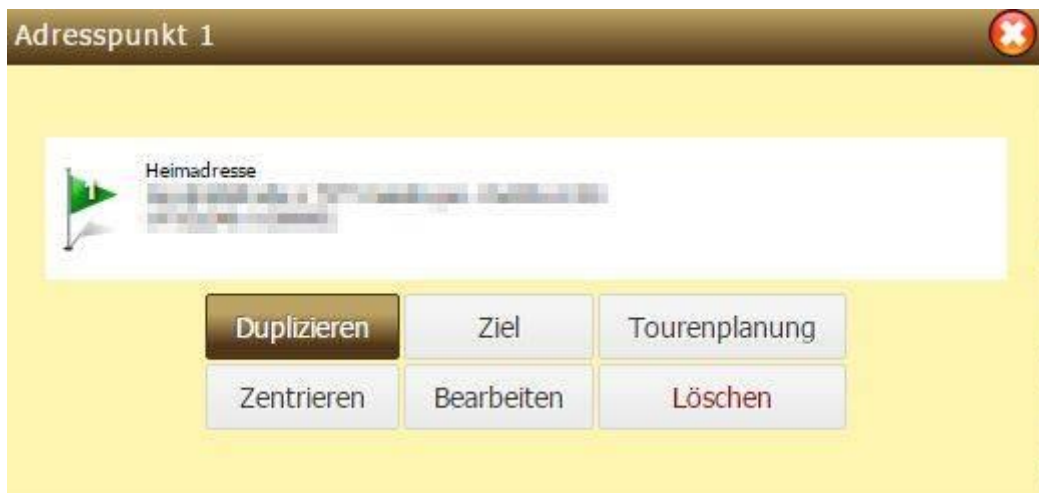 Adresspunkt 1
1
Heimadresse
Duplizieren Ziel Tourenplanung
Zentrieren Bearbeiten Löschen